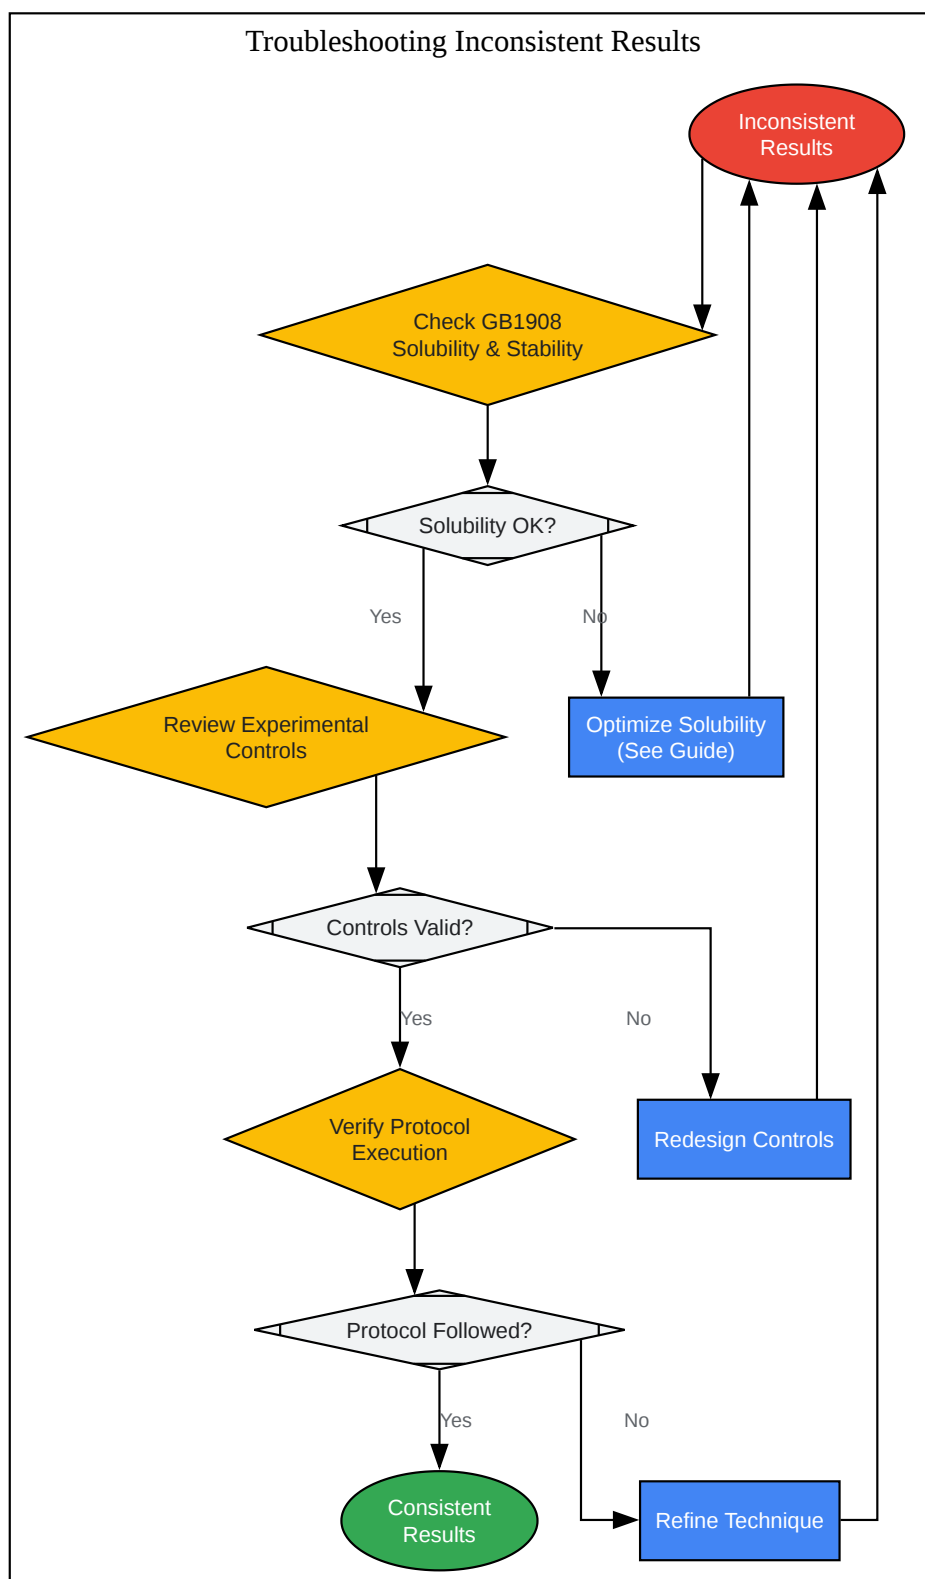 Troubleshooting Inconsistent Results
Inconsistent
Results
Check GB1908
Solubility & Stability
Solubility OK?
Yes
No
Review Experimental
Controls
Optimize Solubility
(See Guide)
Controls Valid?
Yes
No
Verify Protocol
Execution
Redesign Controls
Protocol Followed?
Yes
No
Consistent
Results
Refine Technique